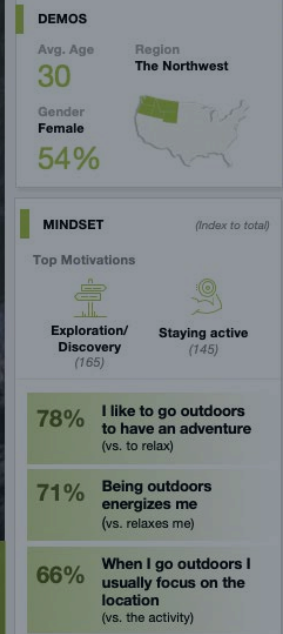 DEMOS
Avg. Age
30
Region
The Northwest
Gender
Female
54%
MINDSET
(Index to total)
Top Motivations
Exploration/
Discovery
(165)
Staying active
(145)
78%
I like to go outdoors
to have an adventure
(vs. to relax)
71%
Being outdoors
energizes me
(vs. relaxes me)
66%
When I go outdoors I
usually focus on the
location
(vs. the activity)